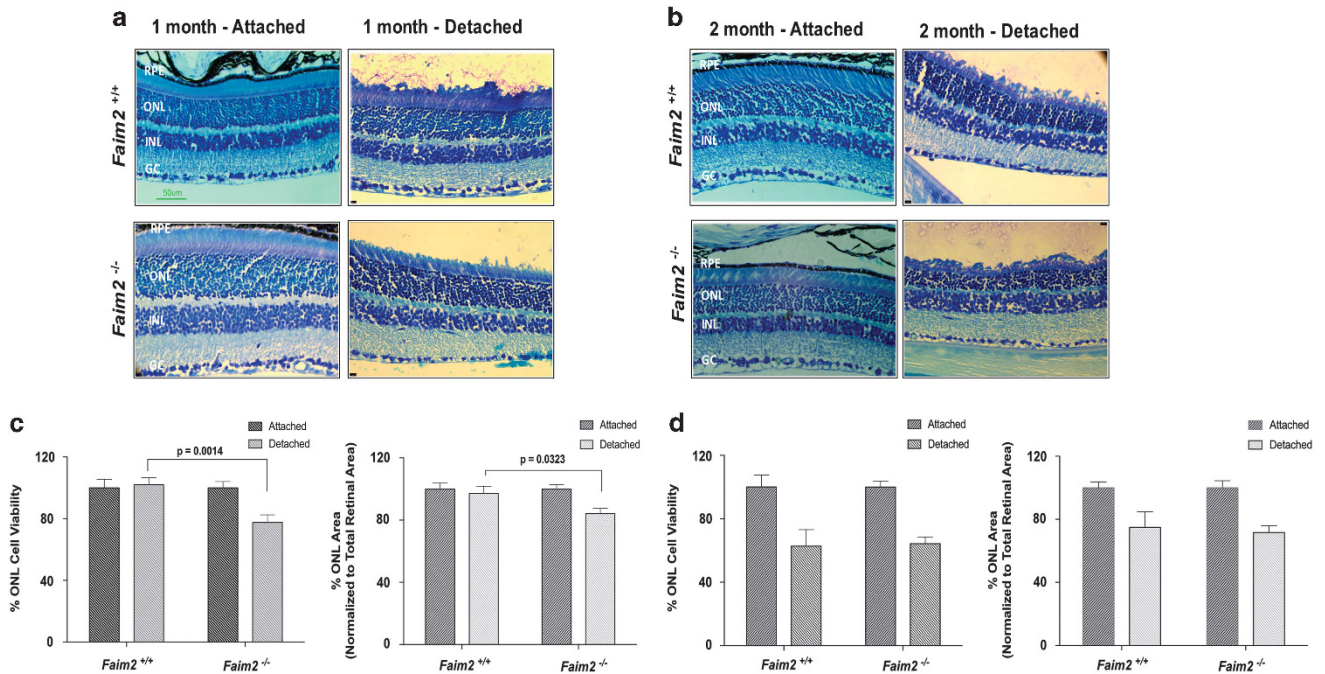 a
1 month - Attached
1 month - Detached
Faim2 +/+
RPE
ONL
INL
GC
50um
Faim2 -/-
RPE
ONL
INL
GC
b
2 month - Attached
2 month - Detached
Faim2 +/+
RPE
ONL
INL
GC
Faim2 -/-
RPE
ONL
INL
GC
c
Attached
Detached
p = 0.0014
% ONL Cell Viability
120
80
40
0
Faim2 +/+
Faim2 -/-
Attached
Detached
p = 0.0323
% ONL Area
(Normalized to Total Retinal Area)
120
80
40
0
Faim2 +/+
Faim2 -/-
d
Attached
Detached
% ONL Cell Viability
120
80
40
0
Faim2 +/+
Faim2 -/-
Attached
Detached
% ONL Area
(Normalized to Total Retinal Area)
120
80
40
0
Faim2 +/+
Faim2 -/-